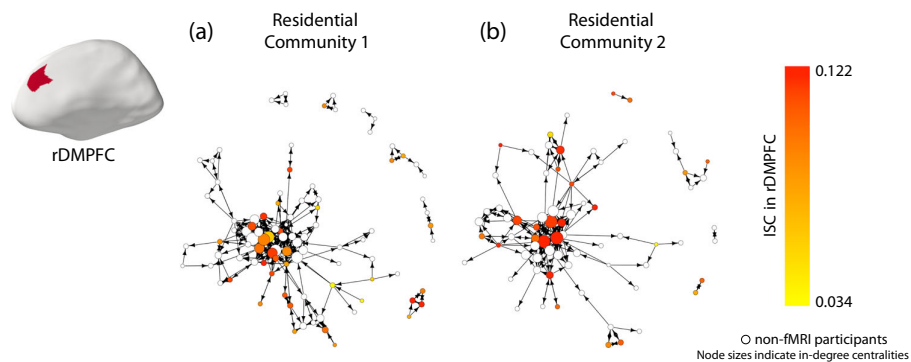 (a)
Residential
Community 1
(b)
Residential
Community 2
rDMPFC
0.122
ISC in rDMPFC
0.034
non-fMRI participants
Node sizes indicate in-degree centralities